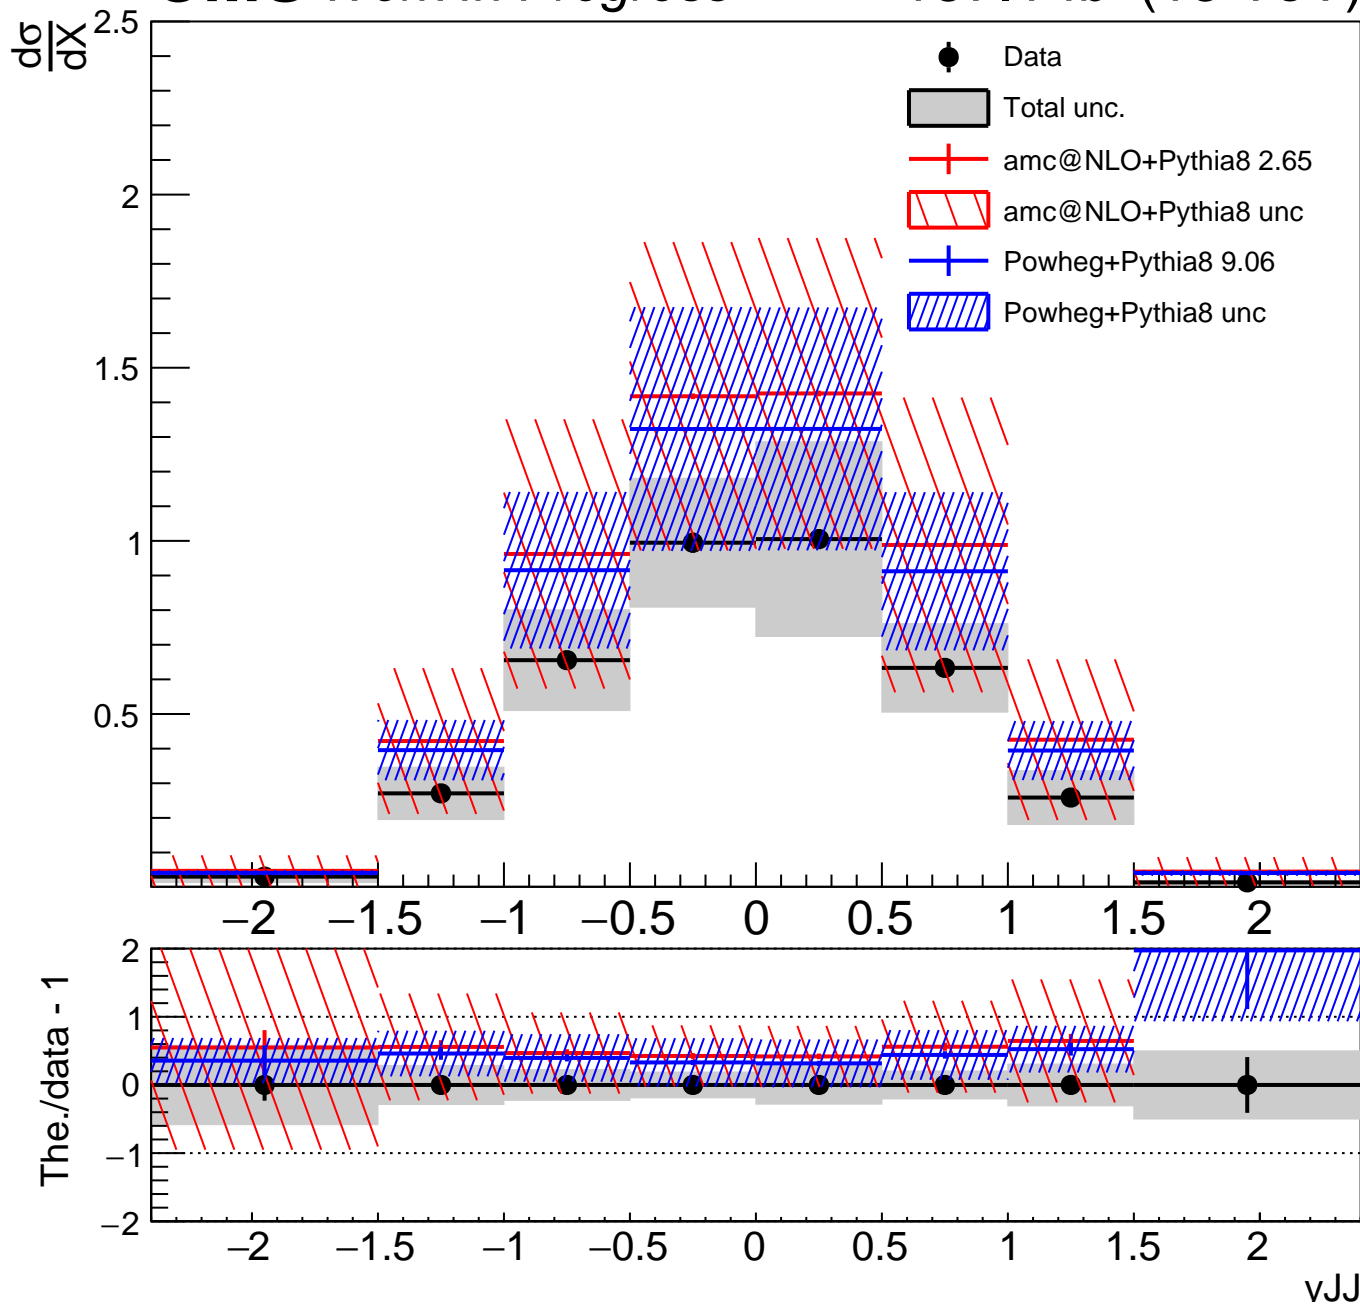 dσ
dX
2.5
2
1.5
1
0.5
Data
Total unc.
amc@NLO+Pythia8 2.65
amc@NLO+Pythia8 unc
Powheg+Pythia8 9.06
Powheg+Pythia8 unc
−2 −1.5 −1 −0.5 0 0.5 1 1.5 2
The./data - 1
2
1
0
−1
−2
−2 −1.5 −1 −0.5 0 0.5 1 1.5 2